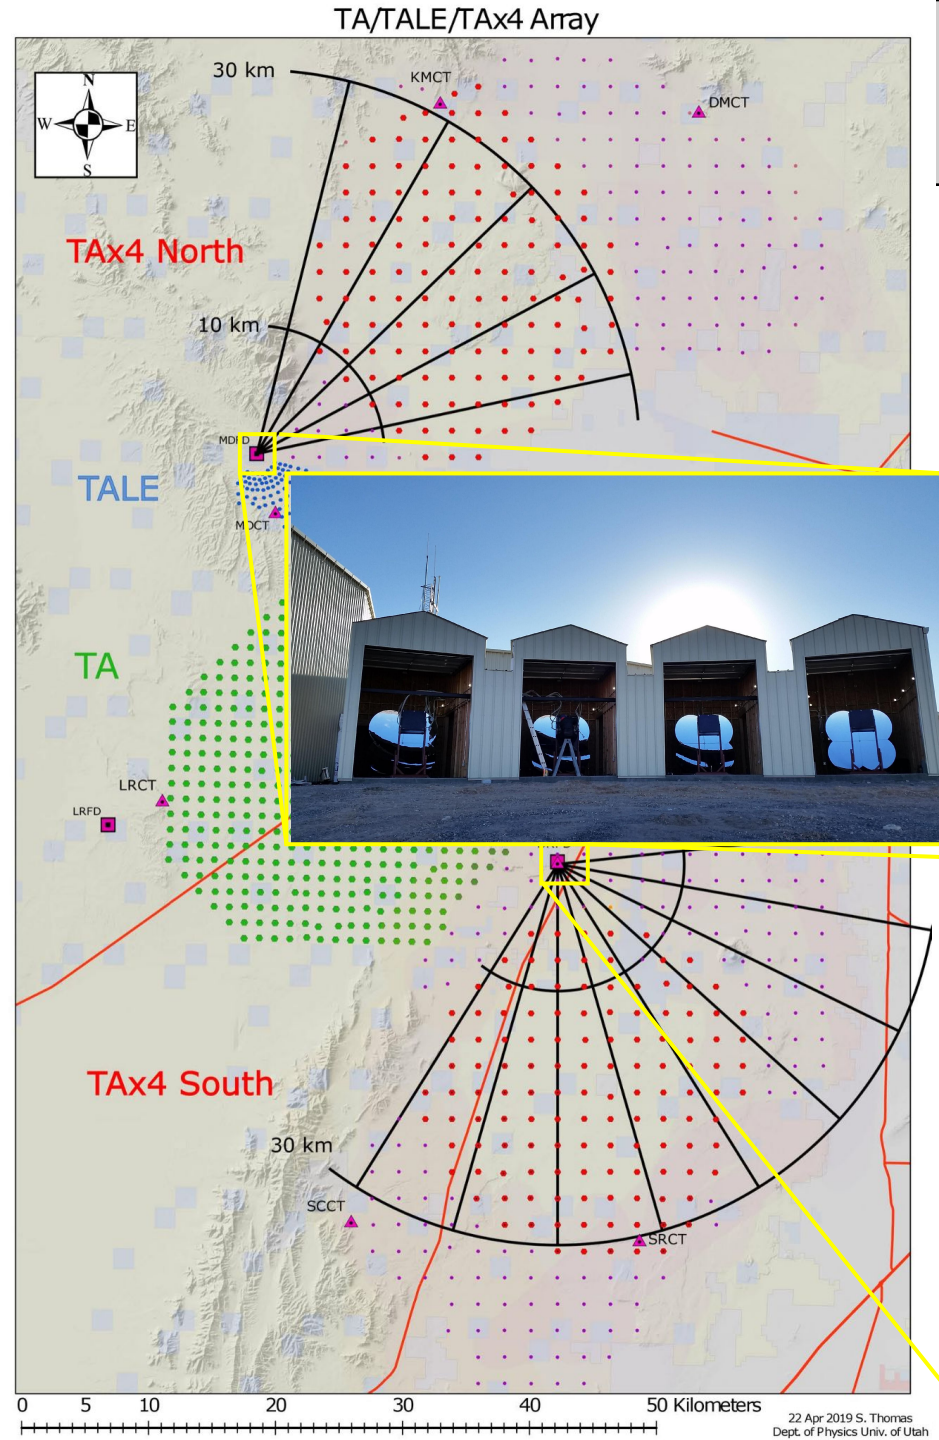 TA/TALE/TAx4 Array
30 km
KMCT
DMCT
N
W E
S
TAx4 North
10 km
TALE
MDCT
TA
LRCT
LRFD
TAx4 South
30 km
SCCT
SRCT
0 5 10 20 30 40 50 Kilometers
22 Apr 2019 S. Thomas
Dept. of Physics Univ. of Utah